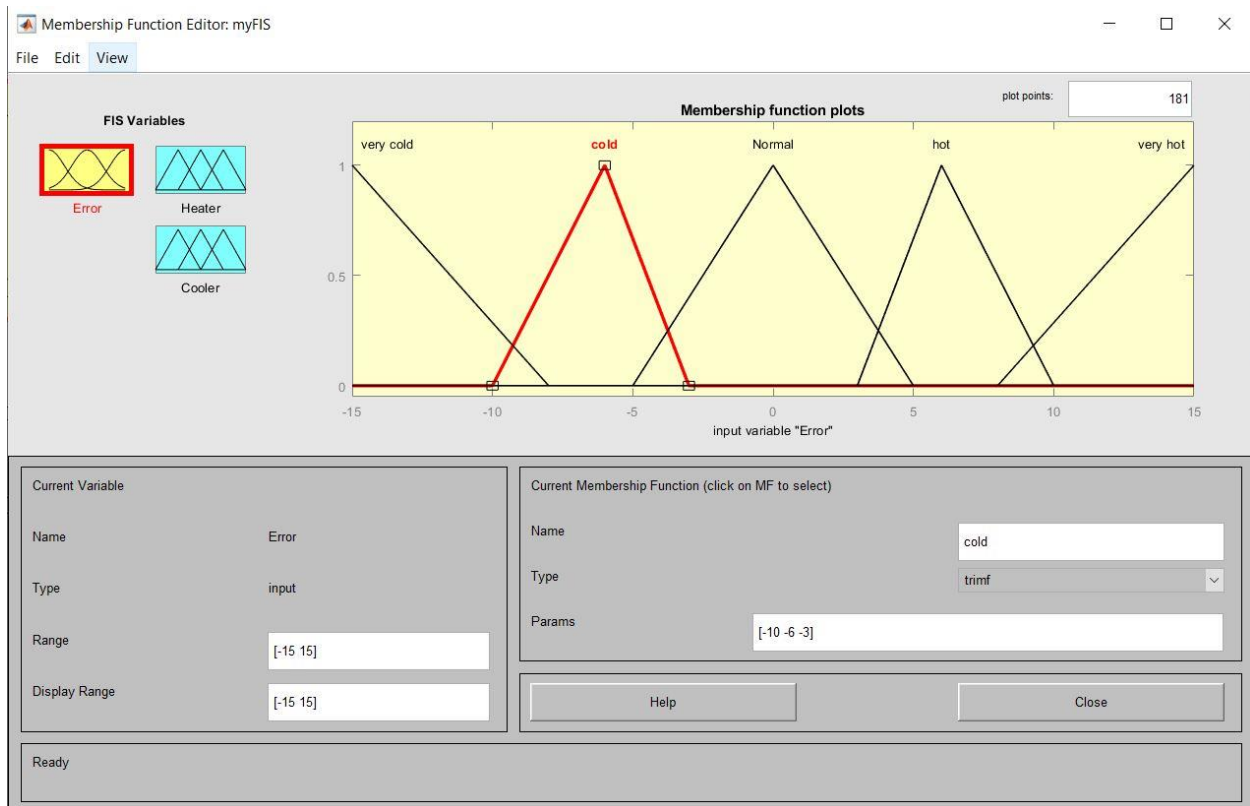 Membership Function Editor: myFIS
File Edit View
plot points: 181
FIS Variables
Membership function plots
very cold cold Normal hot very hot
1
0.5
0
Error Heater
Cooler
-15 -10 -5 0 5 10 15
input variable "Error"
Current Variable
Name Error
Type input
Range [-15 15]
Display Range [-15 15]
Current Membership Function (click on MF to select)
Name cold
Type trimf
Params [-10 -6 -3]
Help Close
Ready